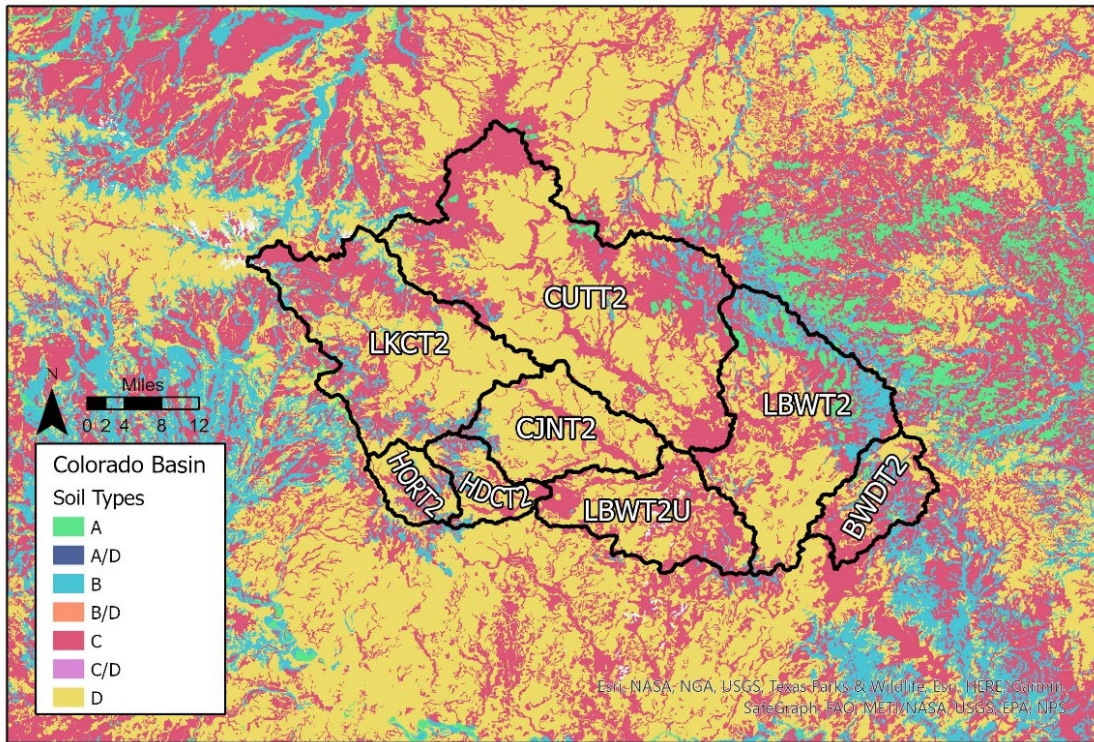 CUTT2
LKCT2
LBWT2
CJNT2
HORT2
HDCT2
LBWT2U
BWDT2
N
Miles
0 2 4 8 12
Colorado Basin
Soil Types
A
A/D
B
B/D
C
C/D
D
Esri, NASA, NGA, USGS, Texas Parks & Wildlife, Esri, HERE, Garmin,
SafeGraph, FAO, METI/NASA, USGS, EPA, NPS